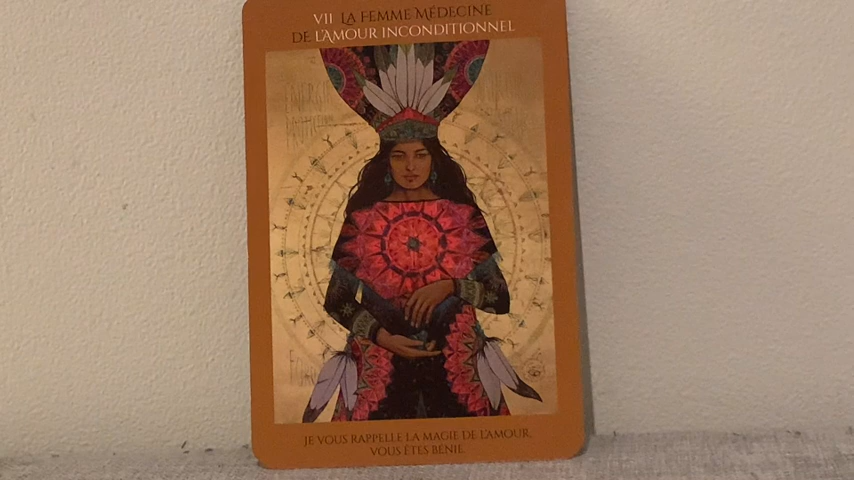 VII LA FEMME MÉDECINE
DE L'AMOUR INCONDITIONNEL
JE VOUS RAPPELLE LA MAGIE DE L'AMOUR.
VOUS ÊTES BÉNIE.